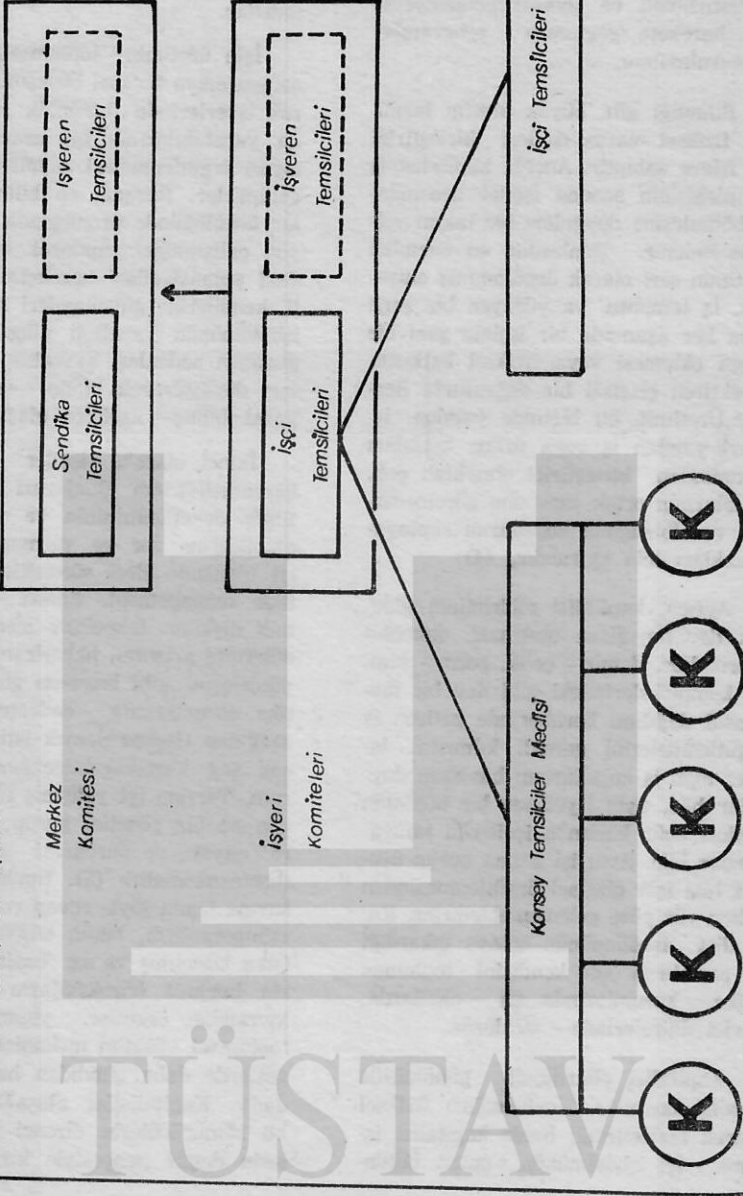 Merkez
Komitesi.
Sendika
Temsilcileri
İşveren
Temsilcileri
İşyeri
Komiteleri
İşçi
Temsilcileri
İşveren
Temsilcileri
Konsey Temsilciler Meclisi
İşçi Temsilcileri
K
K
K
K
K
TÜSTAV